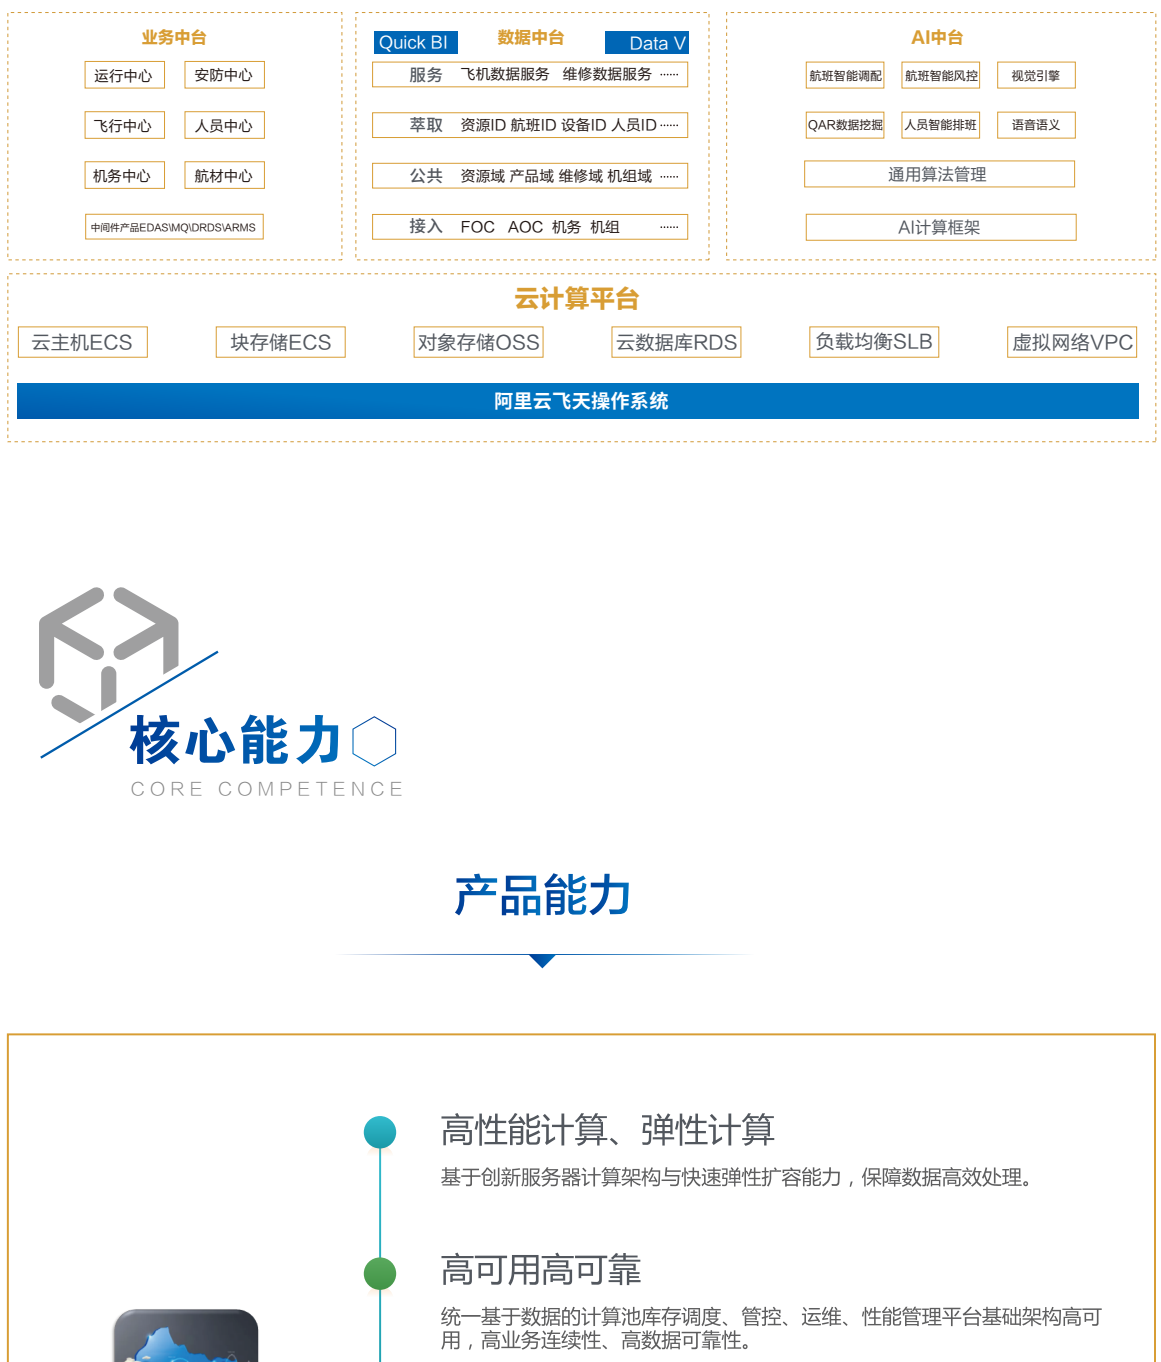 业务中台
运行中心 安防中心
飞行中心 人员中心
机务中心 航材中心
中间件产品EDAS\MQ\DRDS\ARMS
Quick BI 数据中台 Data V
服务 飞机数据服务 维修数据服务 ······
萃取 资源ID 航班ID 设备ID 人员ID ······
公共 资源域 产品域 维修域 机组域 ······
接入 FOC AOC 机务 机组 ······
AI中台
航班智能调配 航班智能风控 视觉引擎
QAR数据挖掘 人员智能排班 语音语义
通用算法管理
AI计算框架
云计算平台
云主机ECS 块存储ECS 对象存储OSS 云数据库RDS 负载均衡SLB 虚拟网络VPC
阿里云飞天操作系统
核心能力
CORE COMPETENCE
产品能力
高性能计算、弹性计算
基于创新服务器计算架构与快速弹性扩容能力，保障数据高效处理。
高可用高可靠
统一基于数据的计算池库存调度、管控、运维、性能管理平台基础架构高可
用，高业务连续性、高数据可靠性。